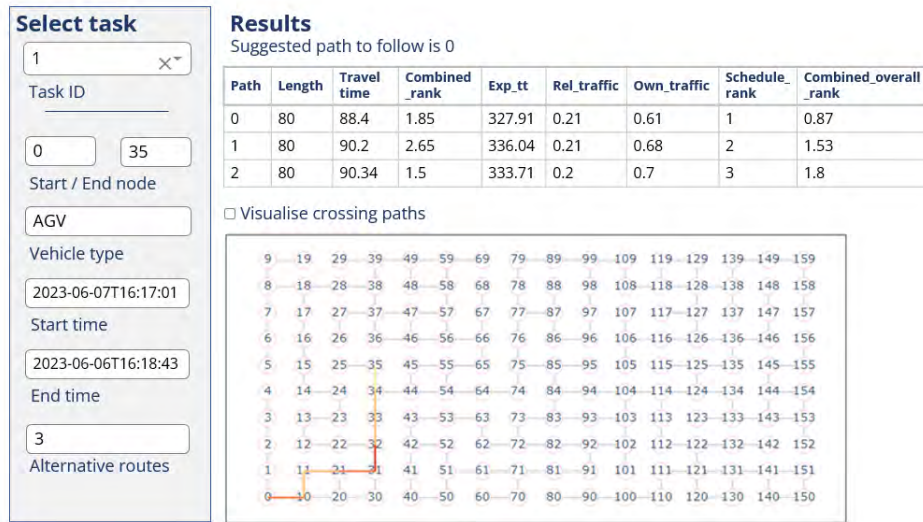 Select task
1
Task ID
0 35
Start / End node
AGV
Vehicle type
2023-06-07T16:17:01
Start time
2023-06-06T16:18:43
End time
3
Alternative routes
Results
Suggested path to follow is 0
Path Length Travel time Combined_rank Exp_tt Rel_traffic Own_traffic Schedule_rank Combined_overall_rank
0 80 88.4 1.85 327.91 0.21 0.61 1 0.87
1 80 90.2 2.65 336.04 0.21 0.68 2 1.53
2 80 90.34 1.5 333.71 0.2 0.7 3 1.8
Visualise crossing paths
9 19 29 39 49 59 69 79 89 99 109 119 129 139 149 159
8 18 28 38 48 58 68 78 88 98 108 118 128 138 148 158
7 17 27 37 47 57 67 77 87 97 107 117 127 137 147 157
6 16 26 36 46 56 66 76 86 96 106 116 126 136 146 156
5 15 25 35 45 55 65 75 85 95 105 115 125 135 145 155
4 14 24 34 44 54 64 74 84 94 104 114 124 134 144 154
3 13 23 33 43 53 63 73 83 93 103 113 123 133 143 153
2 12 22 32 42 52 62 72 82 92 102 112 122 132 142 152
1 11 21 31 41 51 61 71 81 91 101 111 121 131 141 151
0 10 20 30 40 50 60 70 80 90 100 110 120 130 140 150